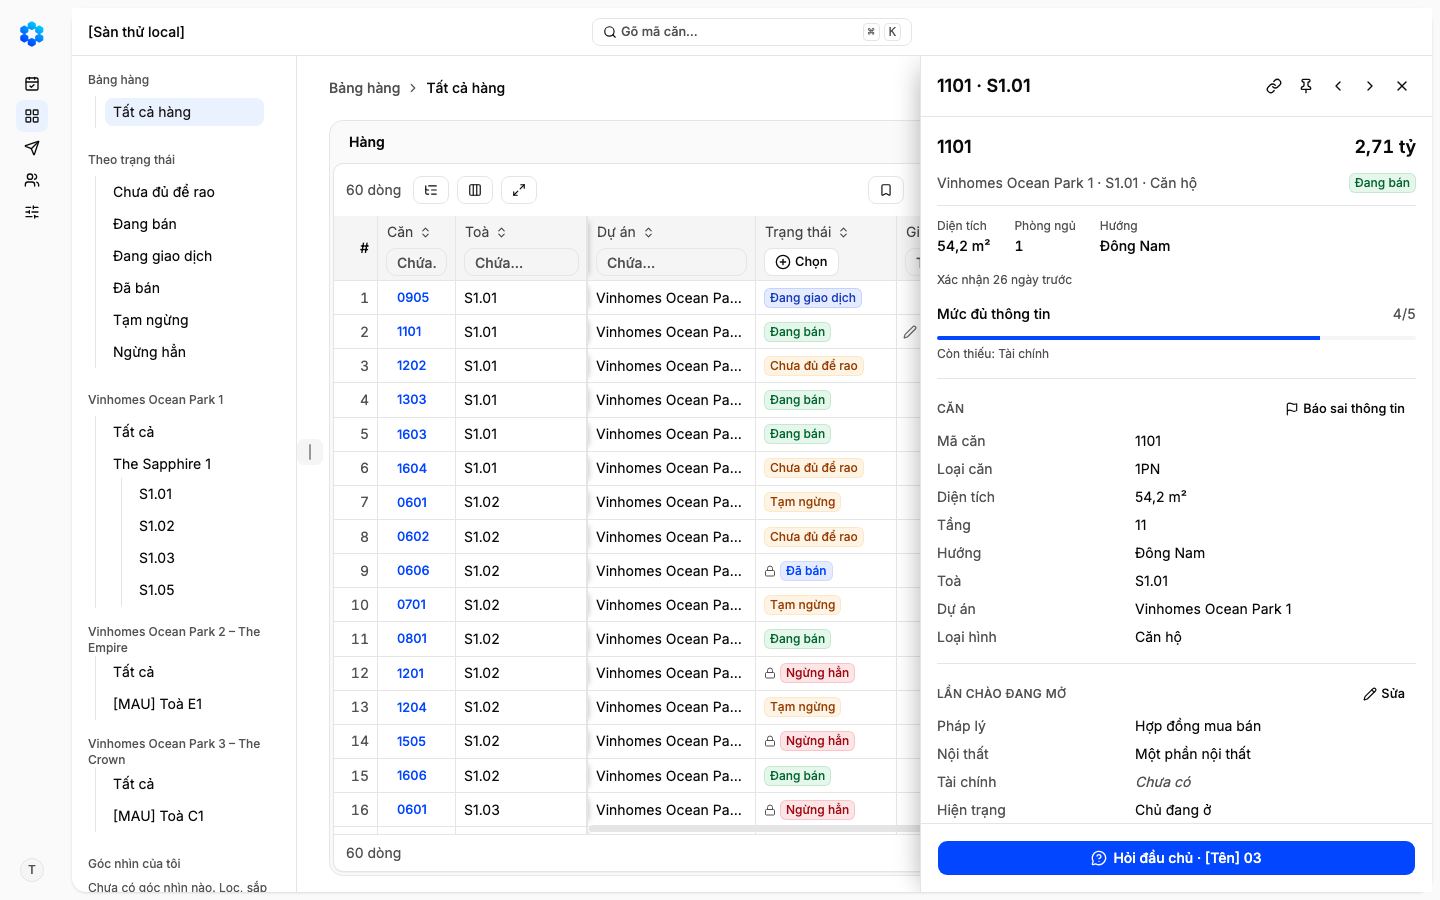 [Sàn thử local]
Gõ mã căn...
⌘ K
Bảng hàng
Tất cả hàng
Theo trạng thái
Chưa đủ để rao
Đang bán
Đang giao dịch
Đã bán
Tạm ngừng
Ngừng hẳn
Vinhomes Ocean Park 1
Tất cả
The Sapphire 1
S1.01
S1.02
S1.03
S1.05
Vinhomes Ocean Park 2 – The
Empire
Tất cả
[MAU] Toà E1
Vinhomes Ocean Park 3 – The
Crown
Tất cả
[MAU] Toà C1
Góc nhìn của tôi
Chưa có góc nhìn nào. Lọc, sắp
T
Bảng hàng > Tất cả hàng
Hàng
60 dòng
# Căn Toà Dự án Trạng thái Gi
Chứa. Chứa... Chứa... Chọn T
1 0905 S1.01 Vinhomes Ocean Pa... Đang giao dịch
2 1101 S1.01 Vinhomes Ocean Pa... Đang bán
3 1202 S1.01 Vinhomes Ocean Pa... Chưa đủ để rao
4 1303 S1.01 Vinhomes Ocean Pa... Đang bán
5 1603 S1.01 Vinhomes Ocean Pa... Đang bán
6 1604 S1.01 Vinhomes Ocean Pa... Chưa đủ để rao
7 0601 S1.02 Vinhomes Ocean Pa... Tạm ngừng
8 0602 S1.02 Vinhomes Ocean Pa... Chưa đủ để rao
9 0606 S1.02 Vinhomes Ocean Pa... Đã bán
10 0701 S1.02 Vinhomes Ocean Pa... Tạm ngừng
11 0801 S1.02 Vinhomes Ocean Pa... Đang bán
12 1201 S1.02 Vinhomes Ocean Pa... Ngừng hẳn
13 1204 S1.02 Vinhomes Ocean Pa... Tạm ngừng
14 1505 S1.02 Vinhomes Ocean Pa... Ngừng hẳn
15 1606 S1.02 Vinhomes Ocean Pa... Đang bán
16 0601 S1.03 Vinhomes Ocean Pa... Ngừng hẳn
60 dòng
1101 · S1.01
1101 2,71 tỷ
Vinhomes Ocean Park 1 · S1.01 · Căn hộ Đang bán
Diện tích Phòng ngủ Hướng
54,2 m² 1 Đông Nam
Xác nhận 26 ngày trước
Mức đủ thông tin 4/5
Còn thiếu: Tài chính
CĂN Báo sai thông tin
Mã căn 1101
Loại căn 1PN
Diện tích 54,2 m²
Tầng 11
Hướng Đông Nam
Toà S1.01
Dự án Vinhomes Ocean Park 1
Loại hình Căn hộ
LẦN CHÀO ĐANG MỞ Sửa
Pháp lý Hợp đồng mua bán
Nội thất Một phần nội thất
Tài chính Chưa có
Hiện trạng Chủ đang ở
Hỏi đầu chủ · [Tên] 03